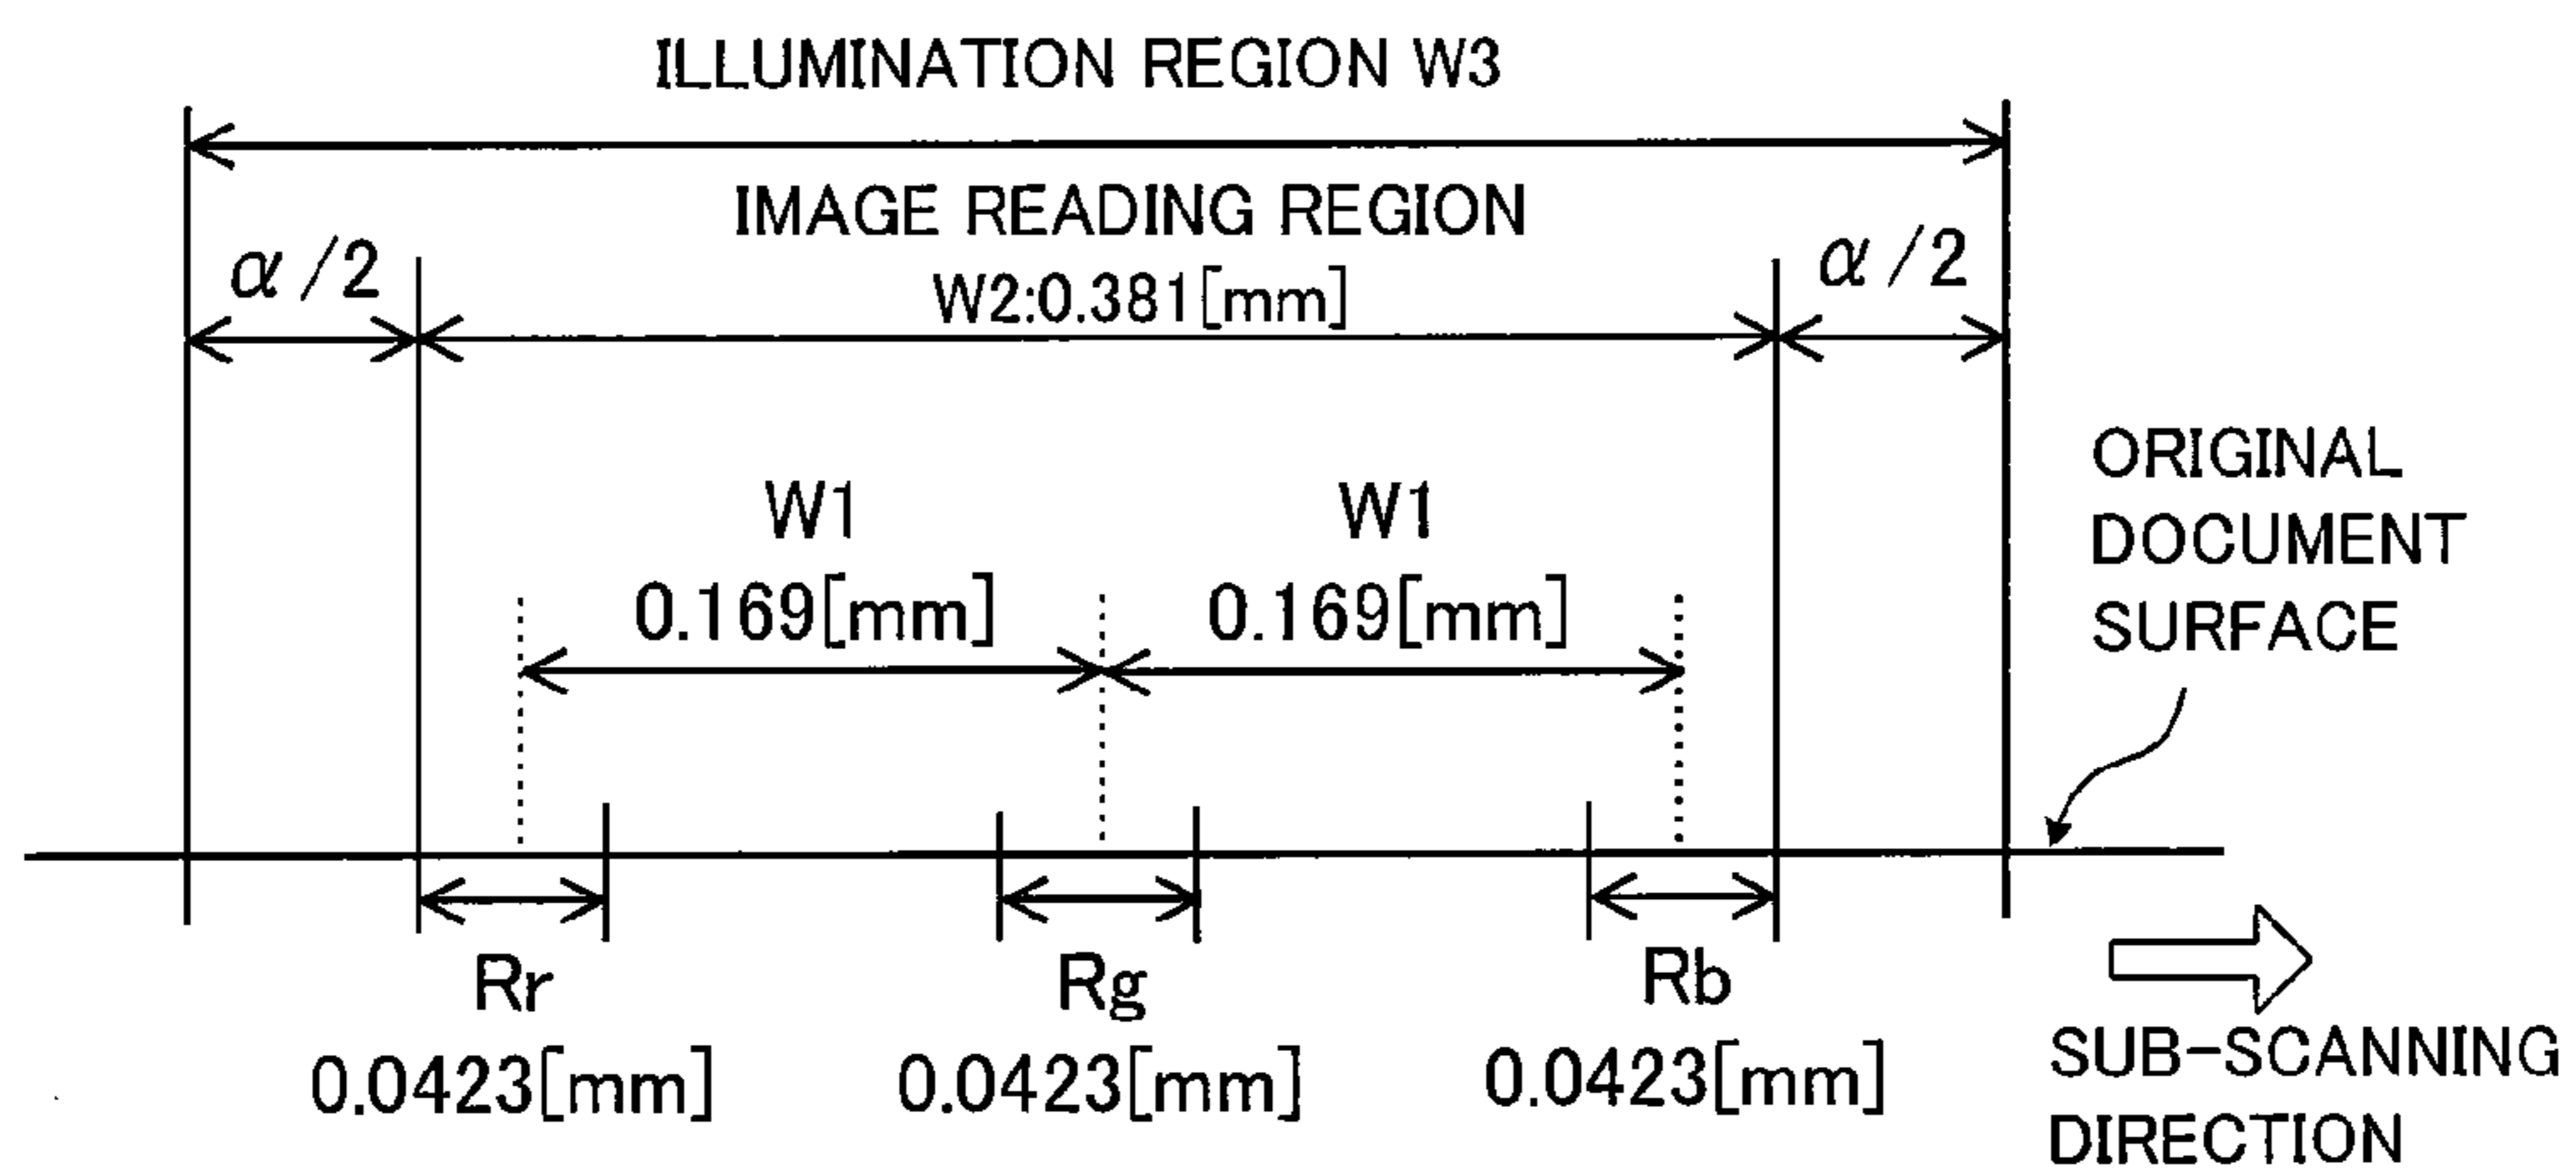 ILLUMINATION REGION W3
IMAGE READING REGION
α/2
W2:0.381[mm]
α/2
W1
W1
0.169[mm]
0.169[mm]
ORIGINAL
DOCUMENT
SURFACE
Rr
Rg
Rb
0.0423[mm]
0.0423[mm]
0.0423[mm]
SUB-SCANNING
DIRECTION